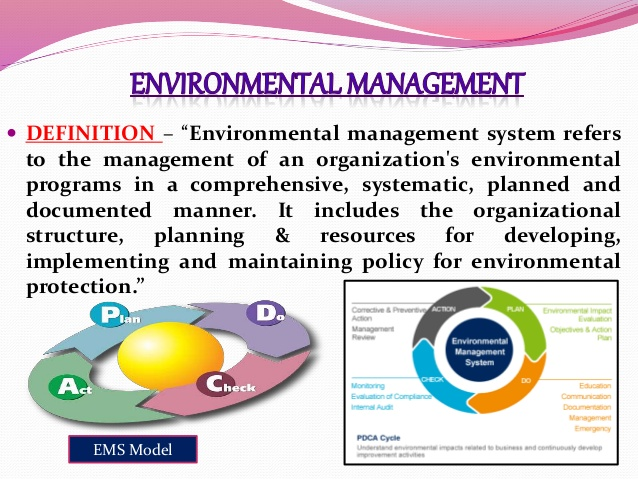 ENVIRONMENTAL MANAGEMENT
• DEFINITION – “Environmental management system refers
to the management of an organization's environmental
programs in a comprehensive, systematic, planned and
documented manner. It includes the organizational
structure, planning & resources for developing,
implementing and maintaining policy for environmental
protection.”
Plan
Do
Act
Check
EMS Model
Corrective & Preventive
Action
Management
Review
ACTION
PLAN
Environmental Impact
Evaluation
Objectives & Action
Plan
Environmental
Management
System
Monitoring
Evaluation of Compliance
Internal Audit
CHECK
DO
Education
Communication
Documentation
Management
Emergency
PDCA Cycle
Understand environmental impacts related to business and continuously develop
improvement activities